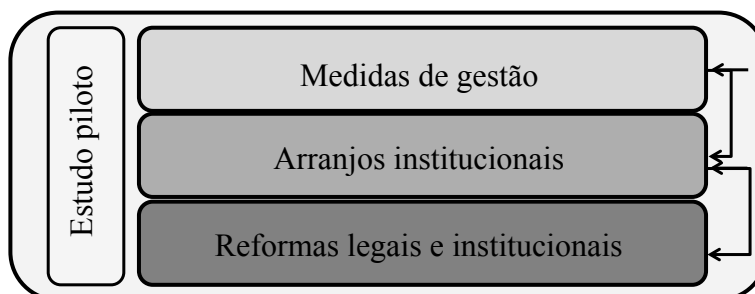 Estudo piloto
Medidas de gestão
Arranjos institucionais
Reformas legais e institucionais